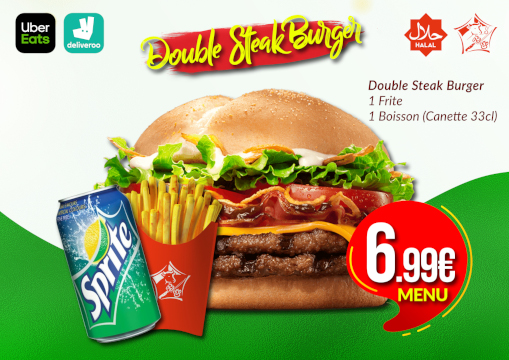 Uber
Eats
deliveroo
Double Steak Burger
حلال
HALAL
Double Steak Burger
1 Frite
1 Boisson (Canette 33cl)
Sprite
6.99€
MENU